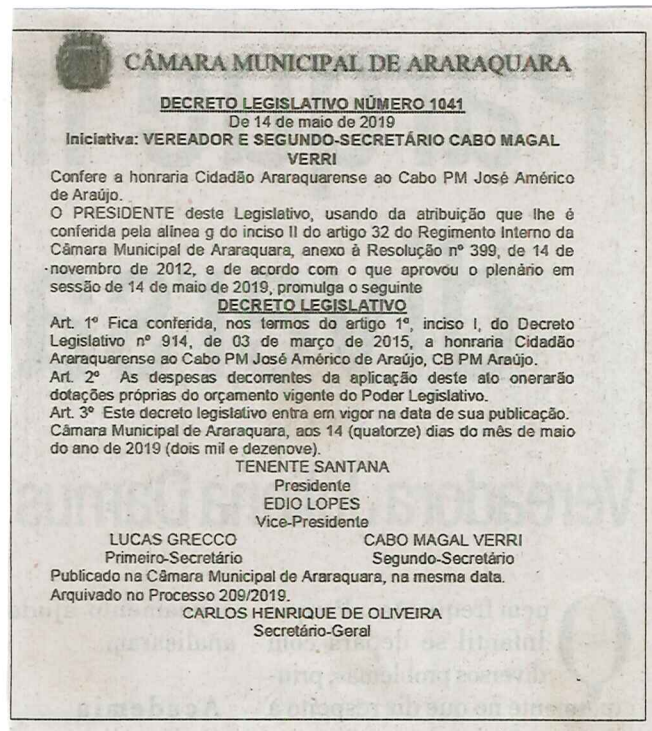 CÂMARA MUNICIPAL DE ARARAQUARA
DECRETO LEGISLATIVO NÚMERO 1041
De 14 de maio de 2019
Iniciativa: VEREADOR E SEGUNDO-SECRETÁRIO CABO MAGAL
VERRI
Confere a honraria Cidadão Araraquarense ao Cabo PM José Américo
de Araújo.
O PRESIDENTE deste Legislativo, usando da atribuição que lhe é
conferida pela alínea g do inciso II do artigo 32 do Regimento Interno da
Câmara Municipal de Araraquara, anexo à Resolução nº 399, de 14 de
novembro de 2012, e de acordo com o que aprovou o plenário em
sessão de 14 de maio de 2019, promulga o seguinte
DECRETO LEGISLATIVO
Art. 1º Fica conferida, nos termos do artigo 1º, inciso I, do Decreto
Legislativo nº 914, de 03 de março de 2015, a honraria Cidadão
Araraquarense ao Cabo PM José Américo de Araújo, CB PM Araújo.
Art. 2º As despesas decorrentes da aplicação deste ato onerarão
dotações próprias do orçamento vigente do Poder Legislativo.
Art. 3º Este decreto legislativo entra em vigor na data de sua publicação.
Câmara Municipal de Araraquara, aos 14 (quatorze) dias do mês de maio
do ano de 2019 (dois mil e dezenove).
TENENTE SANTANA
Presidente
EDIO LOPES
Vice-Presidente
LUCAS GRECCO CABO MAGAL VERRI
Primeiro-Secretário Segundo-Secretário
Publicado na Câmara Municipal de Araraquara, na mesma data.
Arquivado no Processo 209/2019.
CARLOS HENRIQUE DE OLIVEIRA
Secretário-Geral